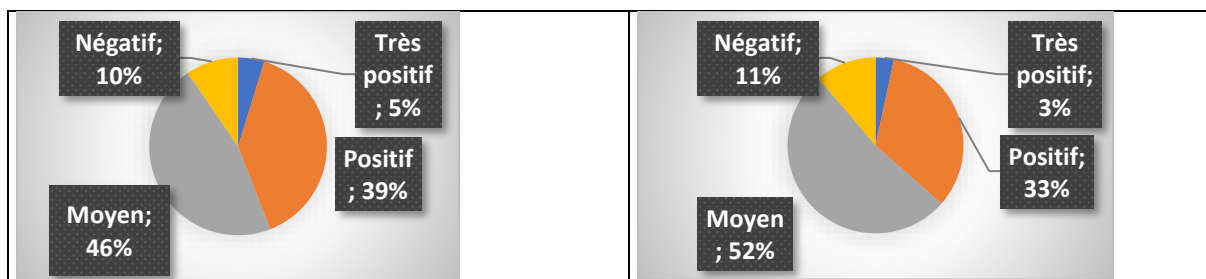 Négatif;
10%
Très
positif
; 5%
Positif
; 39%
Moyen;
46%
Négatif;
11%
Très
positif;
3%
Positif;
33%
Moyen
; 52%